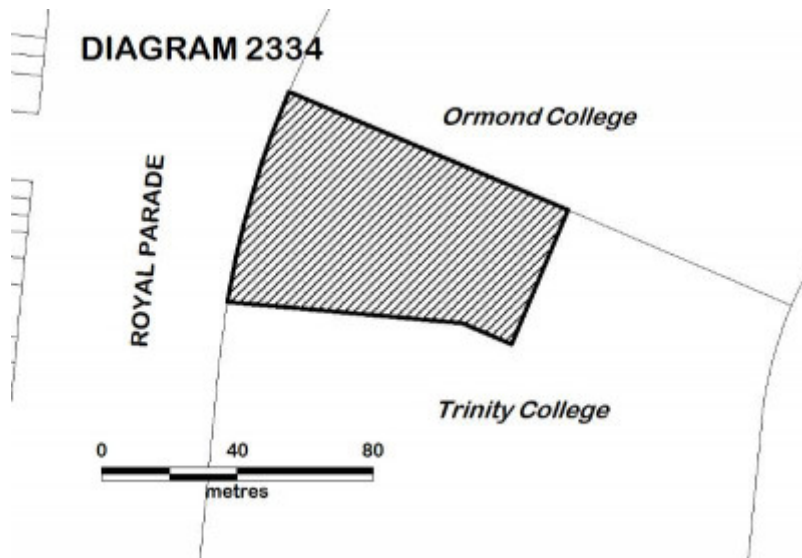 DIAGRAM 2334
Ormond College
ROYAL PARADE
Trinity College
0 40 80
metres